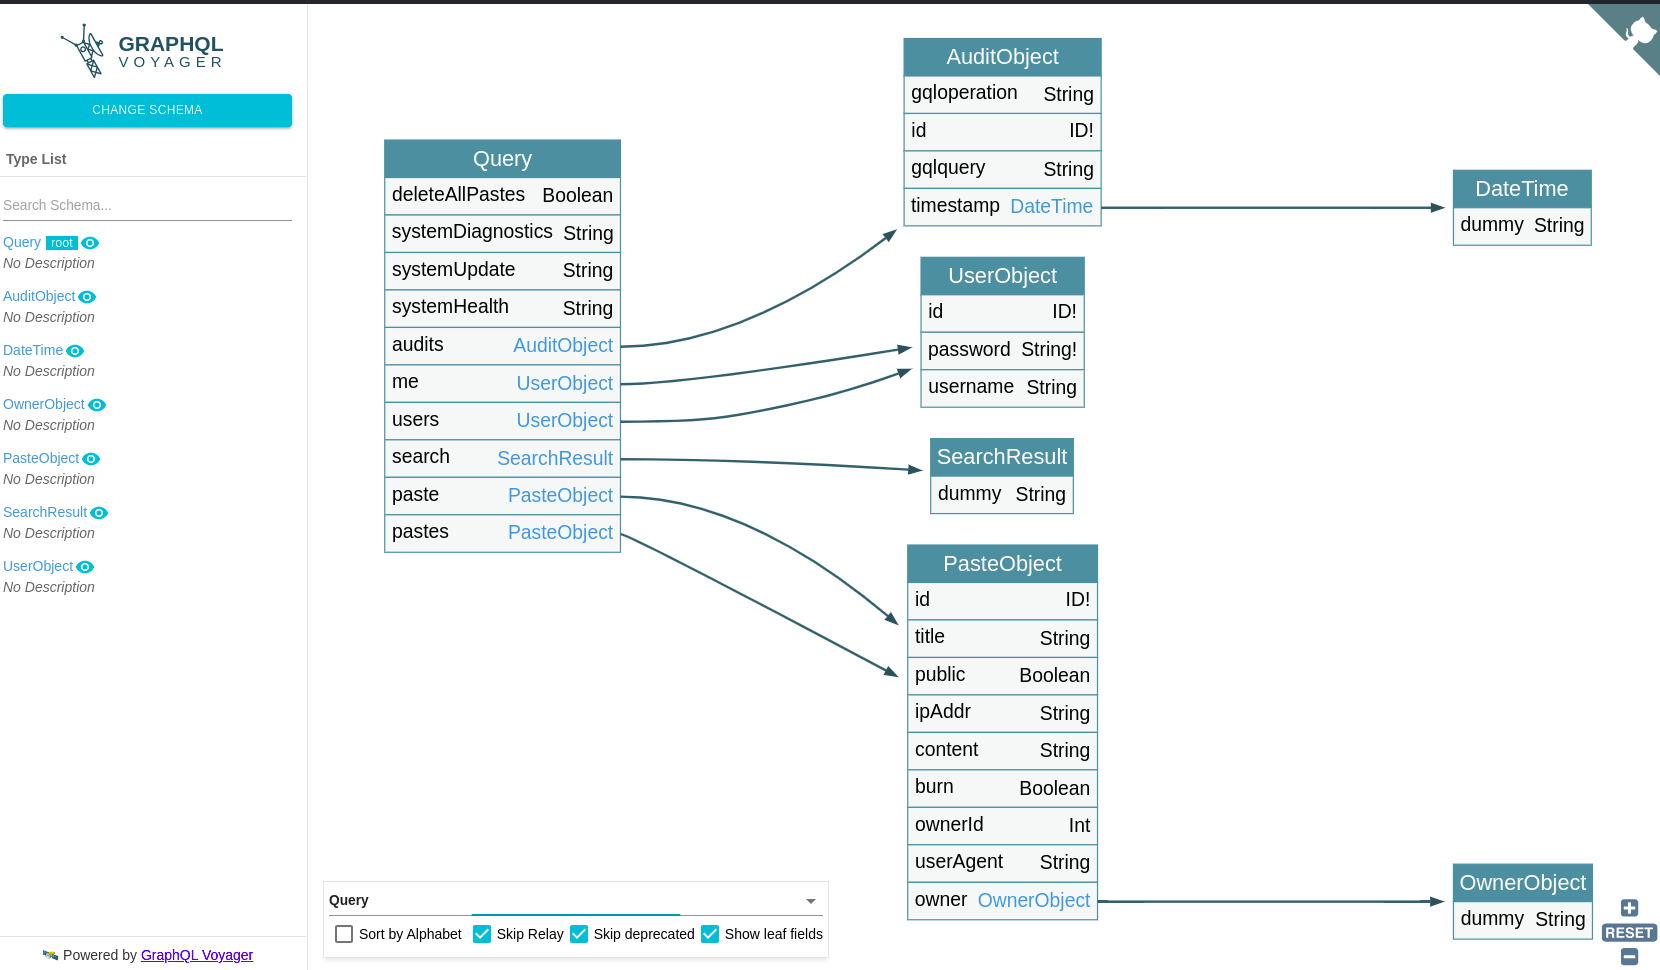 GRAPHQL
VOYAGER
CHANGE SCHEMA
Type List
Search Schema...
Query root
No Description
AuditObject
No Description
DateTime
No Description
OwnerObject
No Description
PasteObject
No Description
SearchResult
No Description
UserObject
No Description
Powered by GraphQL Voyager
Query
deleteAllPastes Boolean
systemDiagnostics String
systemUpdate String
systemHealth String
audits AuditObject
me UserObject
users UserObject
search SearchResult
paste PasteObject
pastes PasteObject
AuditObject
gqloperation String
id ID!
gqlquery String
timestamp DateTime
UserObject
id ID!
password String!
username String
SearchResult
dummy String
PasteObject
id ID!
title String
public Boolean
ipAddr String
content String
burn Boolean
ownerId Int
userAgent String
owner OwnerObject
DateTime
dummy String
OwnerObject
dummy String
Query
Sort by Alphabet Skip Relay Skip deprecated Show leaf fields
RESET